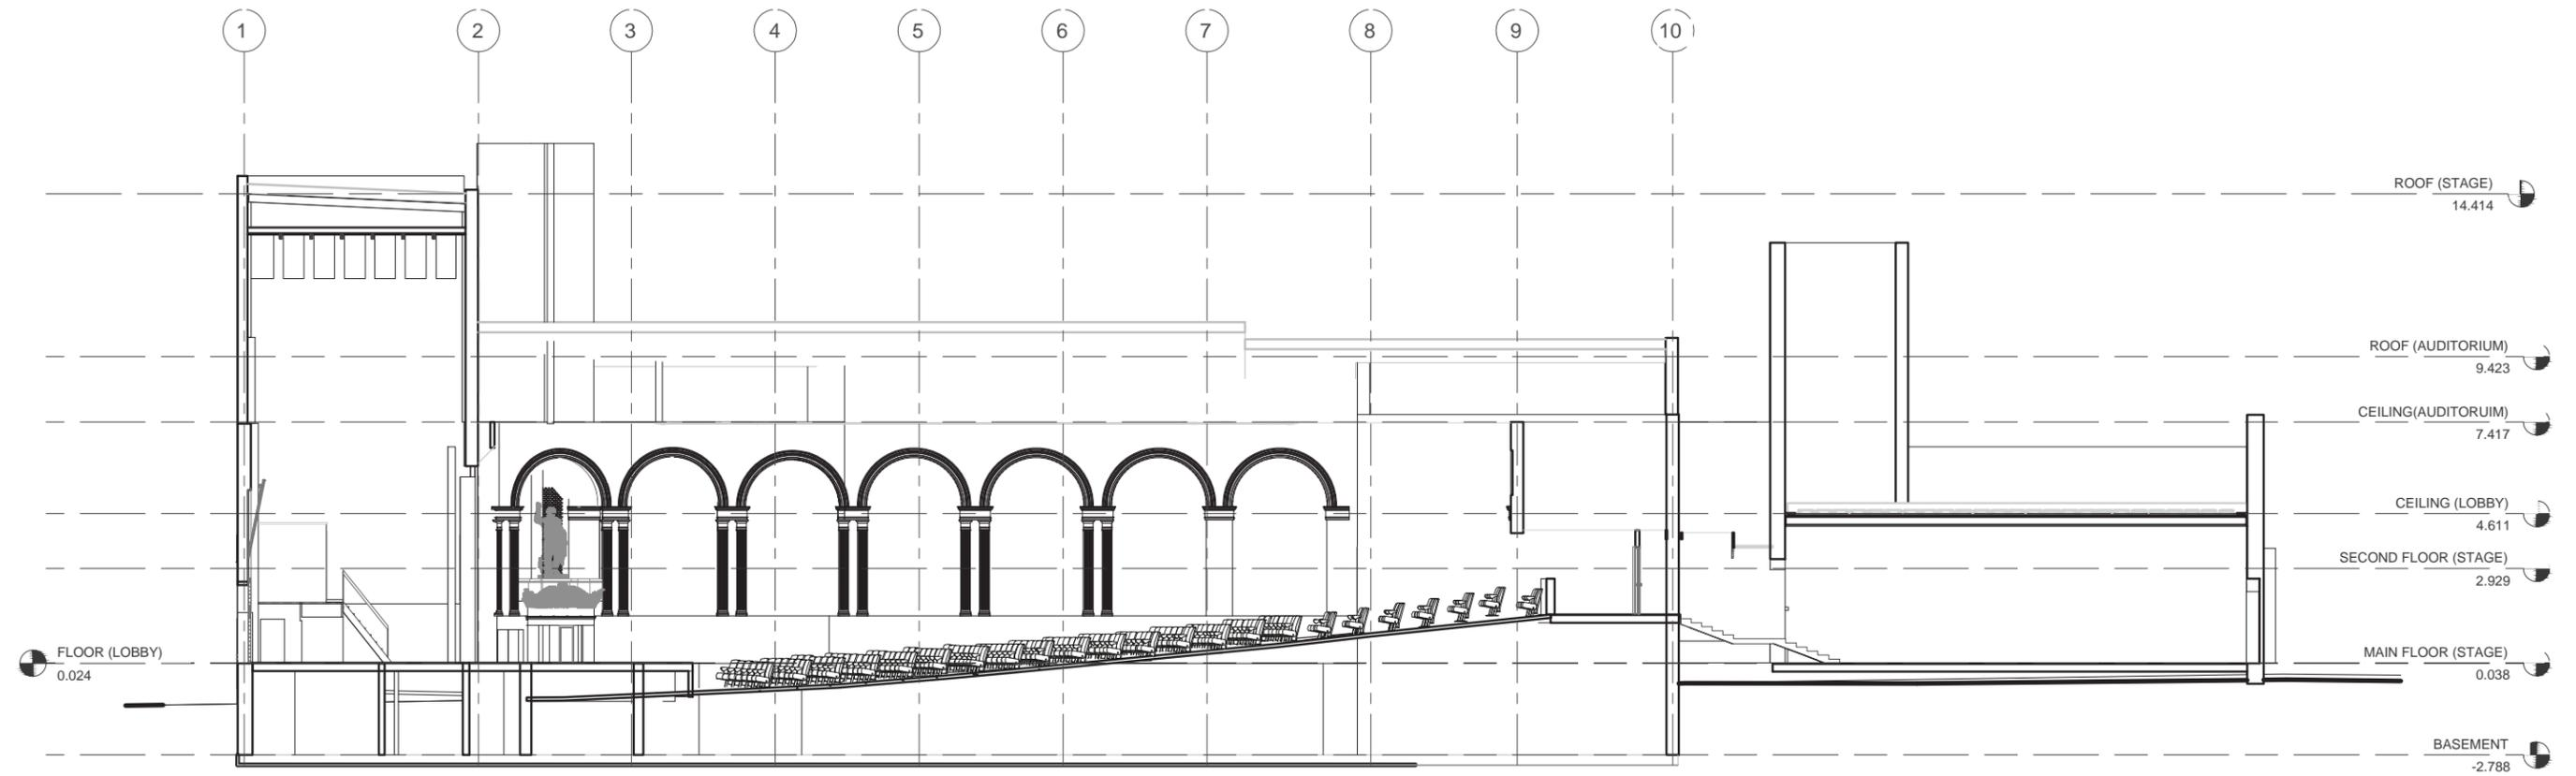 1
2
3
4
5
6
7
8
9
10
ROOF (STAGE)
14.414
ROOF (AUDITORIUM)
9.423
CEILING(AUDITORUIM)
7.417
CEILING (LOBBY)
4.611
SECOND FLOOR (STAGE)
2.929
FLOOR (LOBBY)
0.024
MAIN FLOOR (STAGE)
0.038
BASEMENT
-2.788